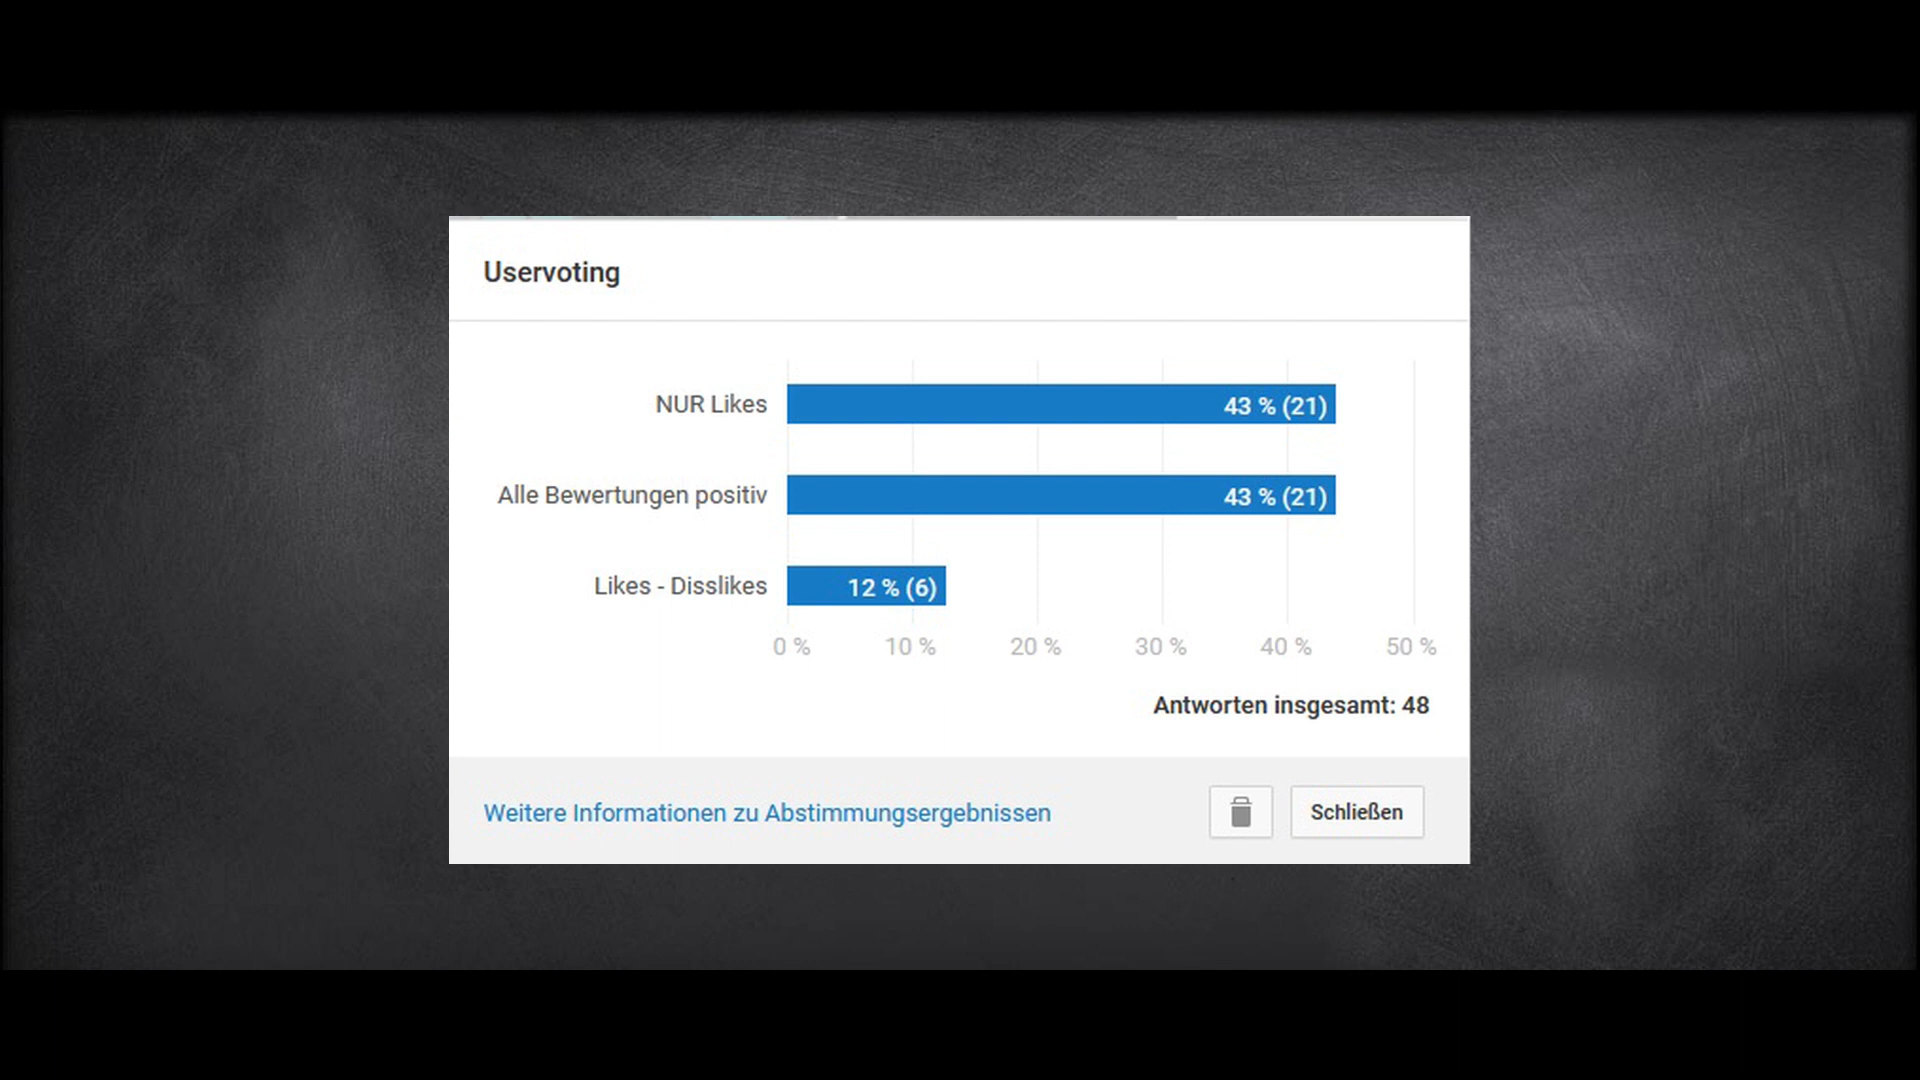 Uservoting
NUR Likes
43 % (21)
Alle Bewertungen positiv
43 % (21)
Likes - Disslikes
12 % (6)
0 % 10 % 20 % 30 % 40 % 50 %
Antworten insgesamt: 48
Weitere Informationen zu Abstimmungsergebnissen
Schließen